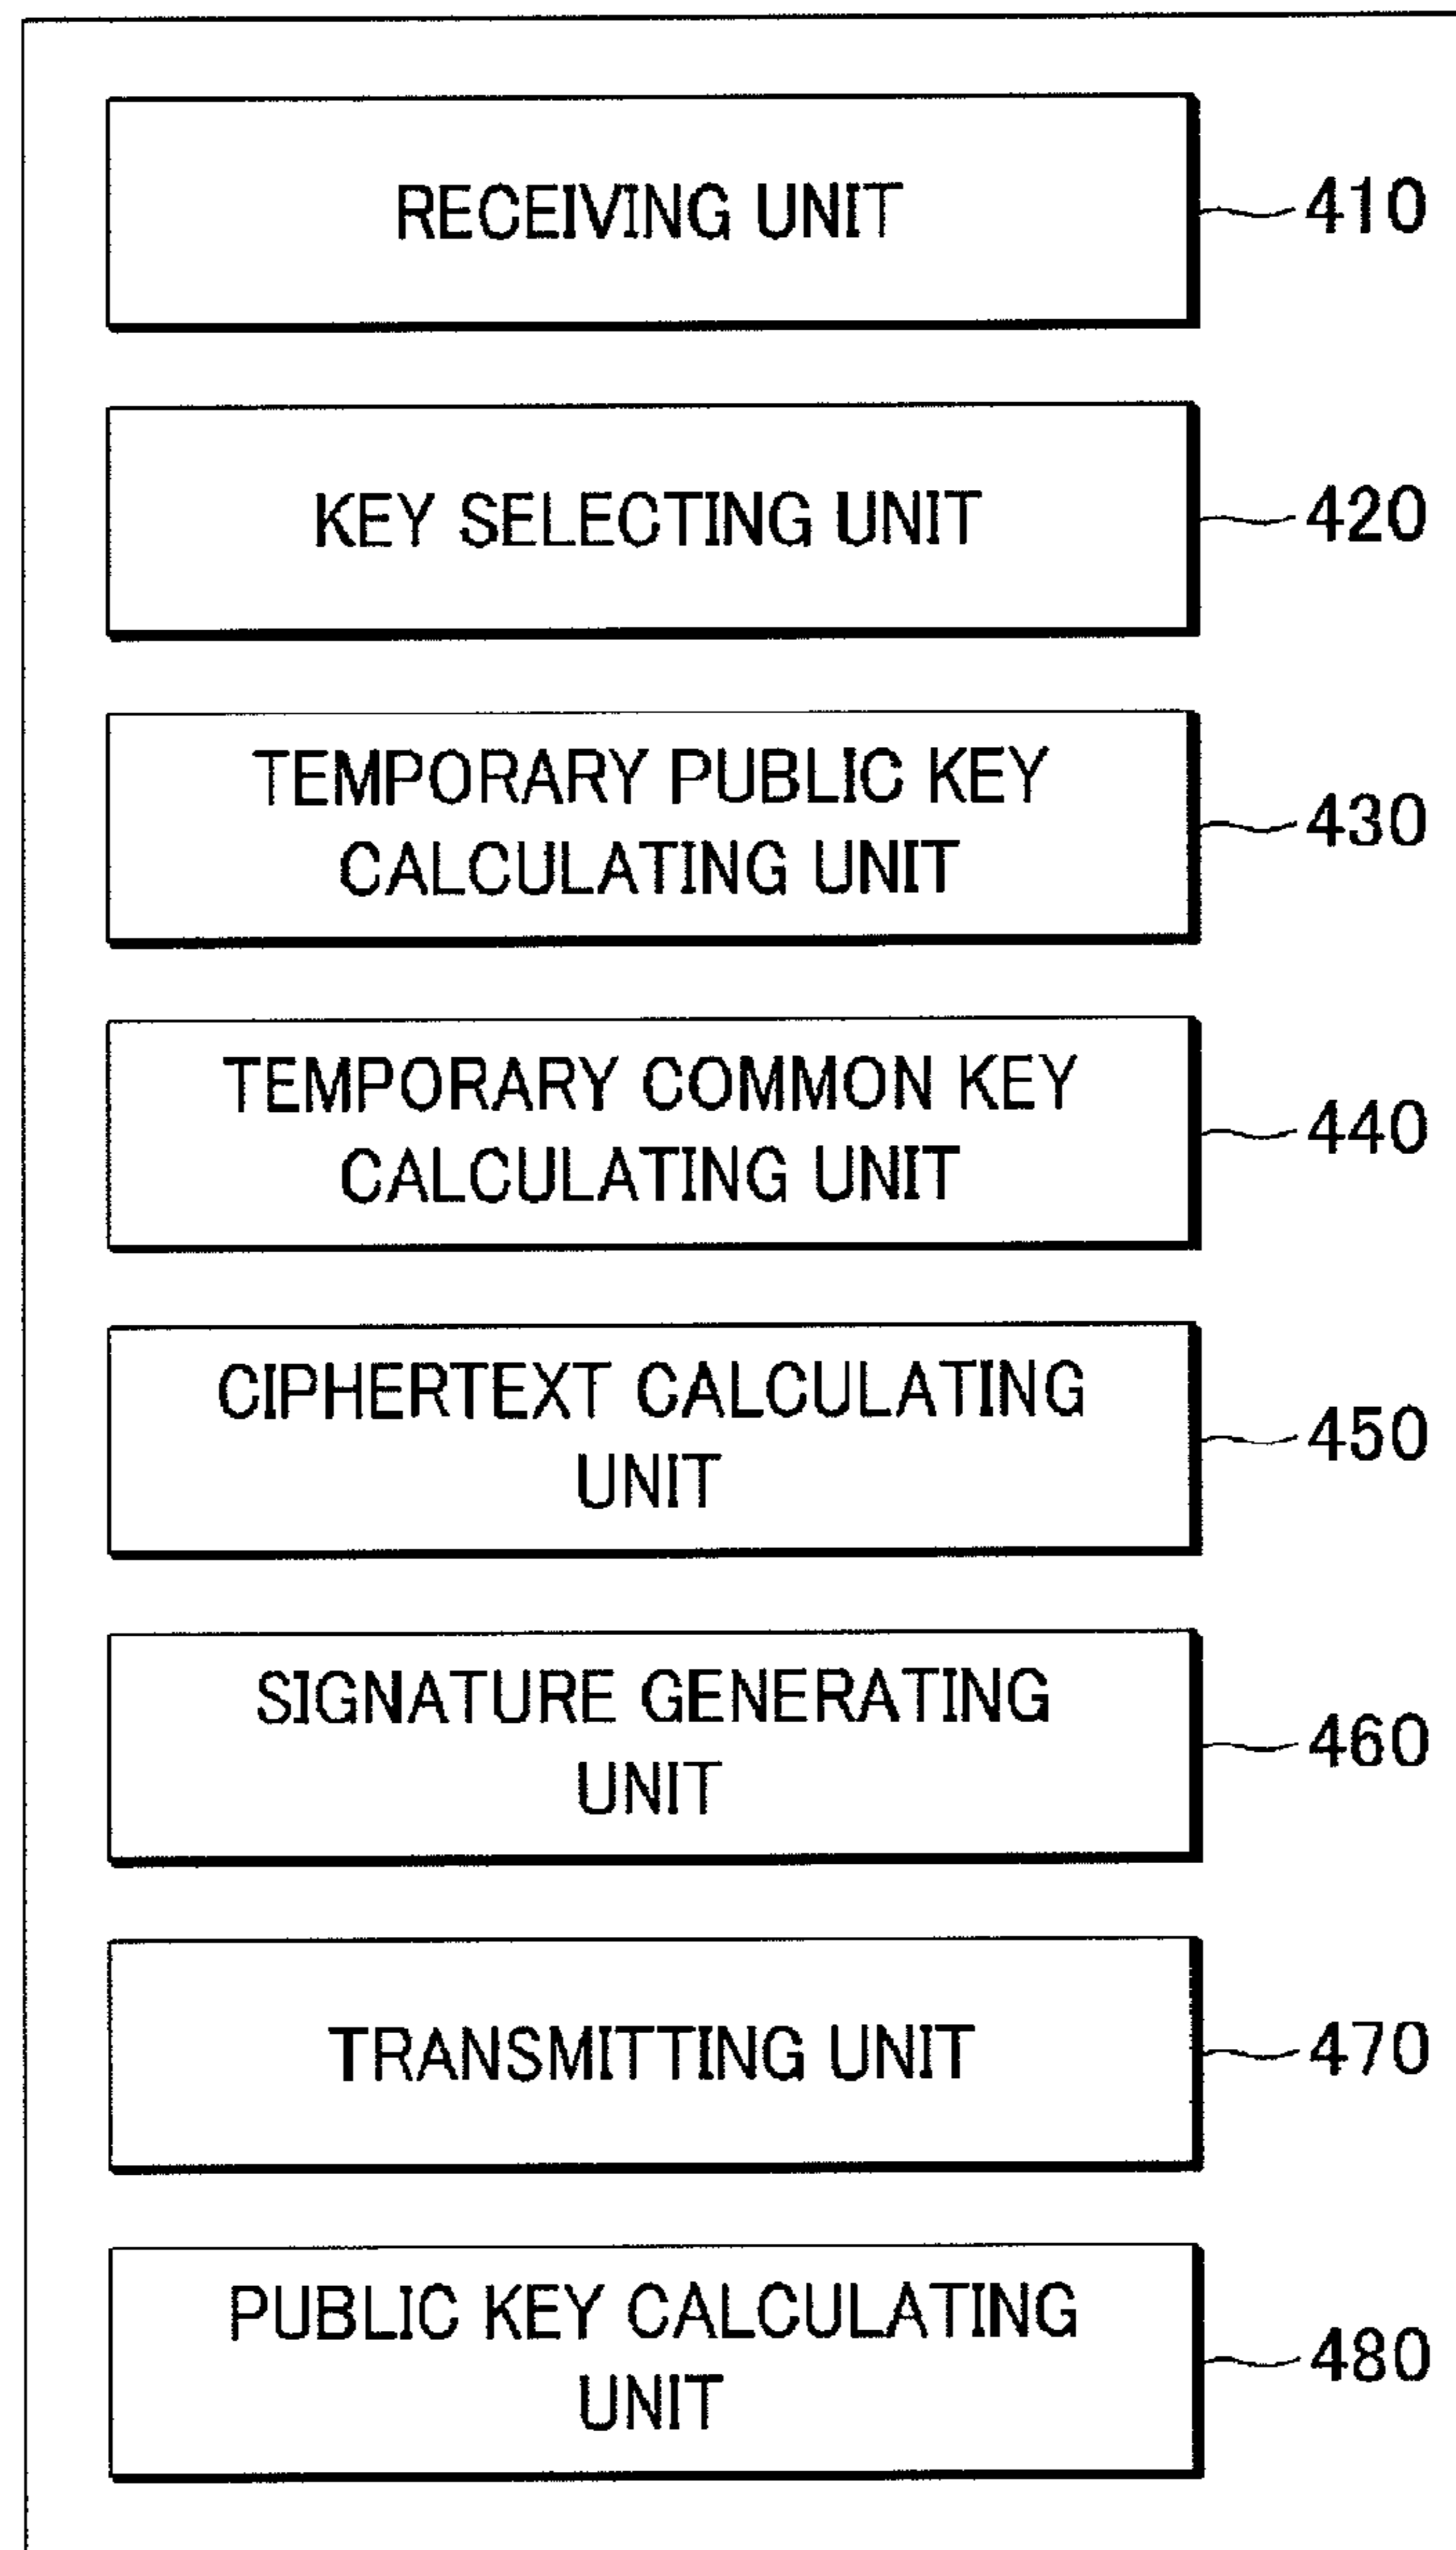 RECEIVING UNIT
410
KEY SELECTING UNIT
420
TEMPORARY PUBLIC KEY
CALCULATING UNIT
430
TEMPORARY COMMON KEY
CALCULATING UNIT
440
CIPHERTEXT CALCULATING
UNIT
450
SIGNATURE GENERATING
UNIT
460
TRANSMITTING UNIT
470
PUBLIC KEY CALCULATING
UNIT
480